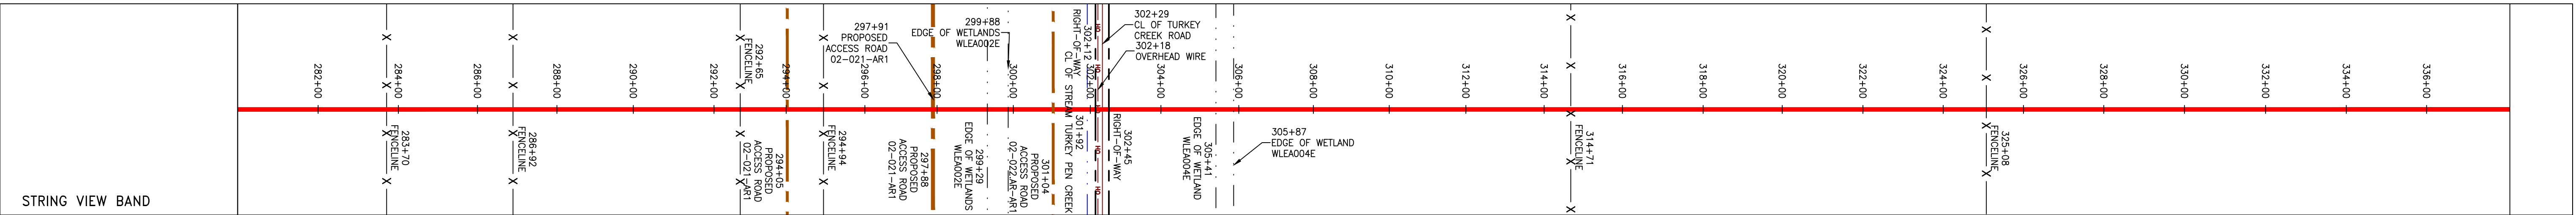 STRING VIEW BAND
282+00
283+70
FENCELINE
284+00
286+00
286+92
FENCELINE
288+00
290+00
292+00
292+65
FENCELINE
294+00
294+05
PROPOSED
ACCESS ROAD
02-021-AR1
294+94
FENCELINE
296+00
297+91
PROPOSED
ACCESS ROAD
02-021-AR1
297+88
PROPOSED
ACCESS ROAD
02-021-AR1
298+00
299+29
EDGE OF WETLANDS
WLEA002E
299+88
EDGE OF WETLANDS
WLEA002E
300+00
301+04
PROPOSED
ACCESS ROAD
02-022.AR-AR1
301+92
CL OF STREAM TURKEY PEN CREEK
302+00
302+12
RIGHT-OF-WAY
302+29
CL OF TURKEY
CREEK ROAD
302+18
OVERHEAD WIRE
HO
HO
HO
HO
HO
302+45
RIGHT-OF-WAY
304+00
305+41
EDGE OF WETLAND
WLEA004E
306+00
305+87
EDGE OF WETLAND
WLEA004E
308+00
310+00
312+00
314+00
314+71
FENCELINE
316+00
318+00
320+00
322+00
324+00
325+08
FENCELINE
326+00
328+00
330+00
332+00
334+00
336+00